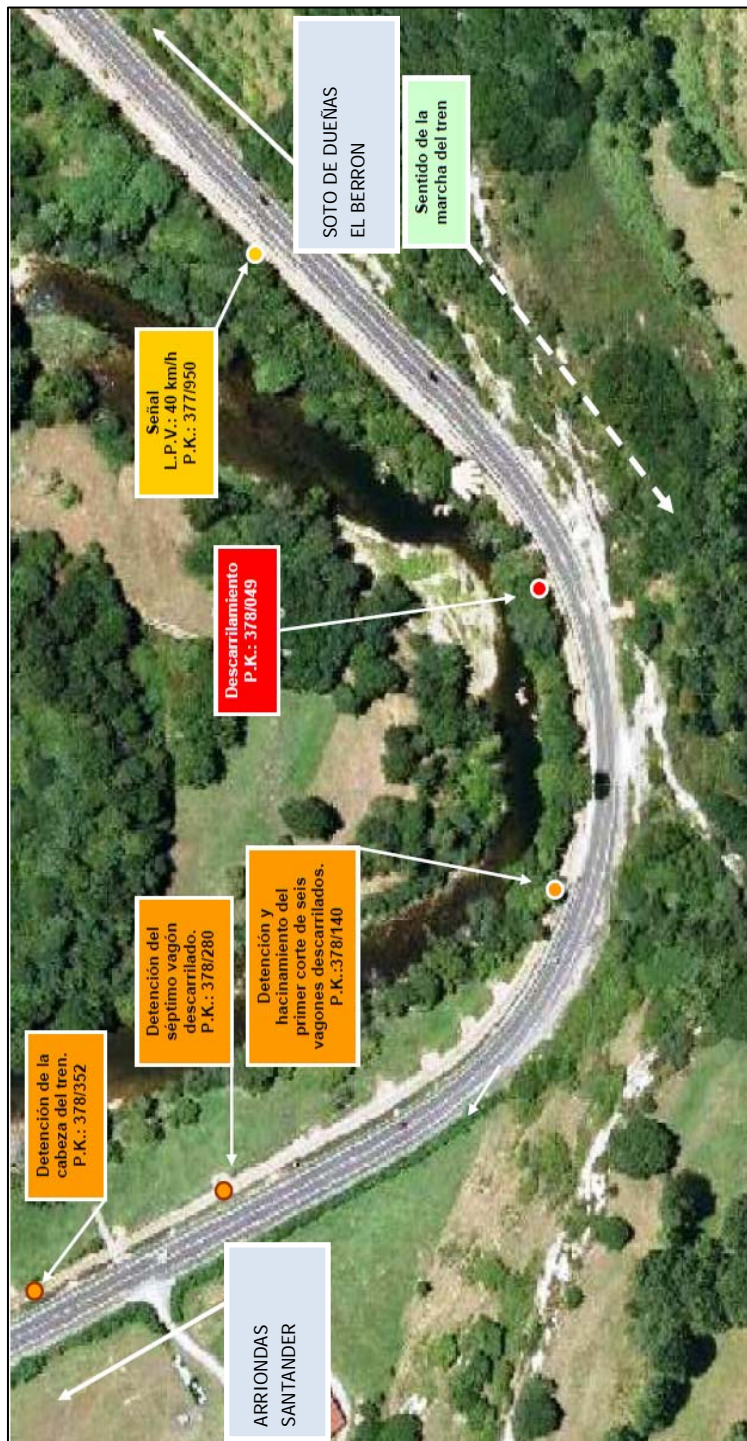 Detención de la
cabeza del tren.
P.K.: 378/352
Detención del
séptimo vagón
descarrilado.
P.K.: 378/280
Señal
L.P.V.: 40 km/h
P.K.: 377/950
Descarrilamiento
P.K.: 378/049
ARRIONDAS
SANTANDER
Detención y
hacinamiento del
primer corte de seis
vagones descarrilados.
P.K.:378/140
SOTO DE DUEÑAS
EL BERRON
Sentido de la
marcha del tren